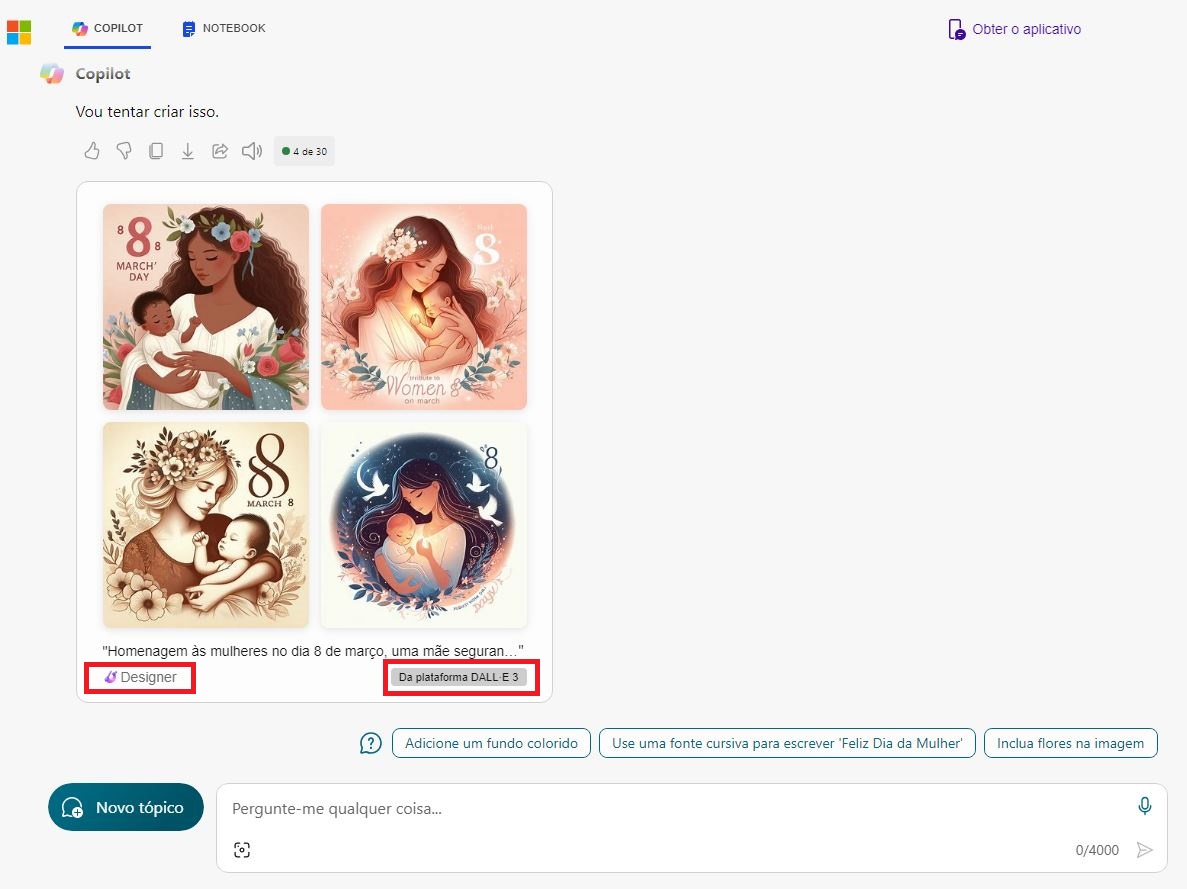 COPILOT
NOTEBOOK
Obter o aplicativo
Copilot
Vou tentar criar isso.
4 de 30
8 8 8
MARCH'
DAY
8
tribute to
Women 8
on march
8
MARCH 8
8
"Homenagem às mulheres no dia 8 de março, uma mãe seguran…"
Designer
Da plataforma DALL·E 3
Adicione um fundo colorido
Use uma fonte cursiva para escrever 'Feliz Dia da Mulher'
Inclua flores na imagem
Novo tópico
Pergunte-me qualquer coisa...
0/4000